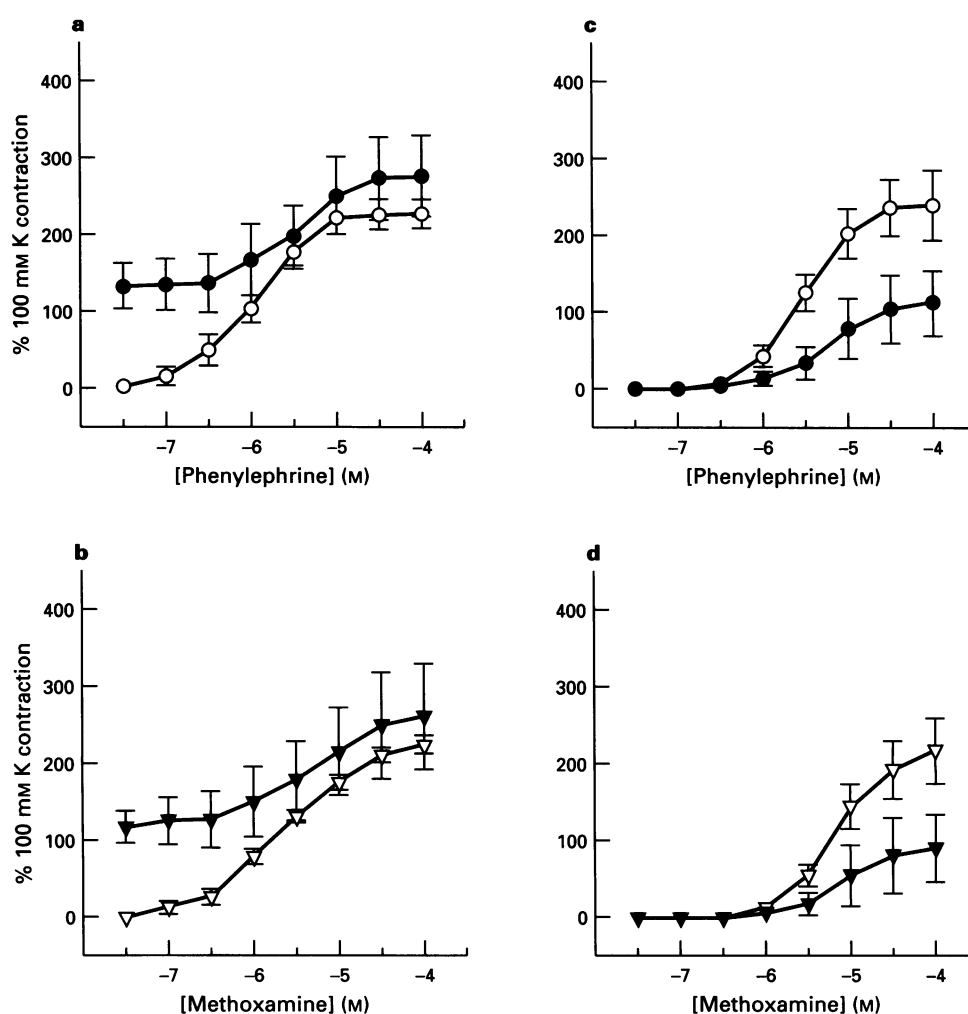 a
400
300
200
100
0
% 100 mM K contraction
–7 –6 –5 –4
[Phenylephrine] (M)
c
400
300
200
100
0
–7 –6 –5 –4
[Phenylephrine] (M)
b
400
300
200
100
0
% 100 mM K contraction
–7 –6 –5 –4
[Methoxamine] (M)
d
400
300
200
100
0
–7 –6 –5 –4
[Methoxamine] (M)